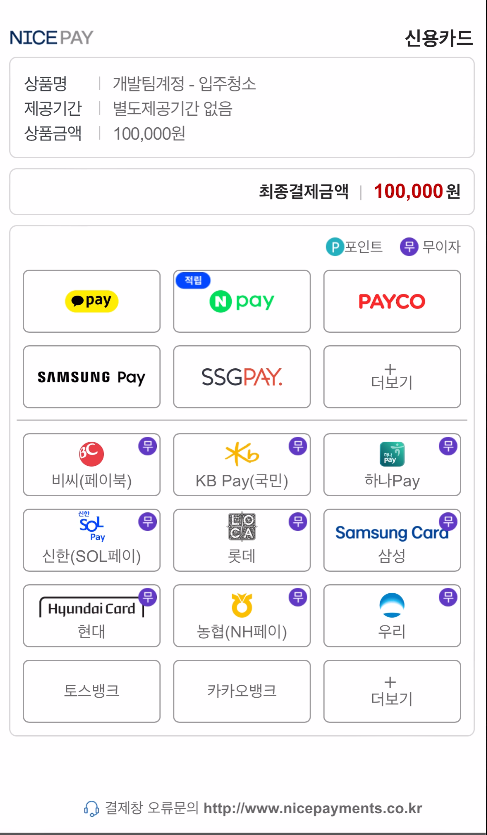 NICEPAY 신용카드
상품명 | 개발팀계정 - 입주청소
제공기간 | 별도제공기간 없음
상품금액 | 100,000원
최종결제금액 | 100,000 원
P 포인트 무 무이자
pay
적립
N pay
PAYCO
SAMSUNG Pay
SSGPAY.
+
더보기
BC 무
비씨(페이북)
Kb 무
KB Pay(국민)
하나 pay 무
하나Pay
신한 SOL Pay 무
신한(SOL페이)
LOCA 무
롯데
Samsung Card 무
삼성
Hyundai Card 무
현대
무
농협(NH페이)
무
우리
토스뱅크
카카오뱅크
+
더보기
결제창 오류문의 http://www.nicepayments.co.kr